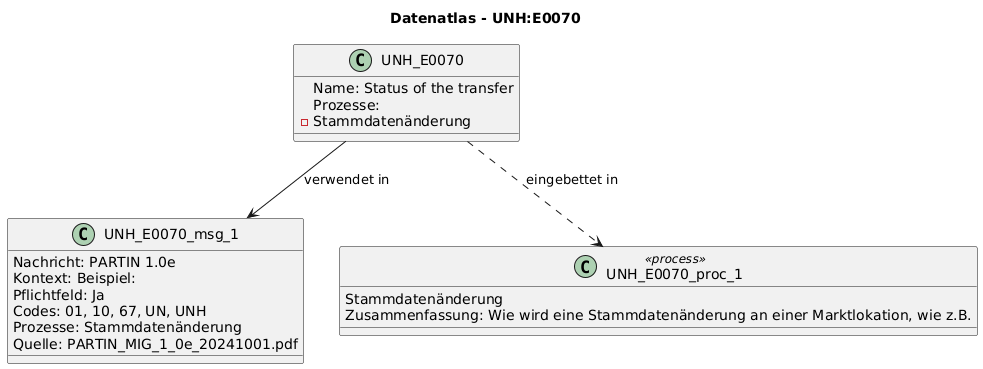 Datenatlas - UNH:E0070
C UNH_E0070
Name: Status of the transfer
Prozesse:
Stammdatenänderung
verwendet in
eingebettet in
C UNH_E0070_msg_1
Nachricht: PARTIN 1.0e
Kontext: Beispiel:
Pflichtfeld: Ja
Codes: 01, 10, 67, UN, UNH
Prozesse: Stammdatenänderung
Quelle: PARTIN_MIG_1_0e_20241001.pdf
«process»
C UNH_E0070_proc_1
Stammdatenänderung
Zusammenfassung: Wie wird eine Stammdatenänderung an einer Marktlokation, wie z.B.